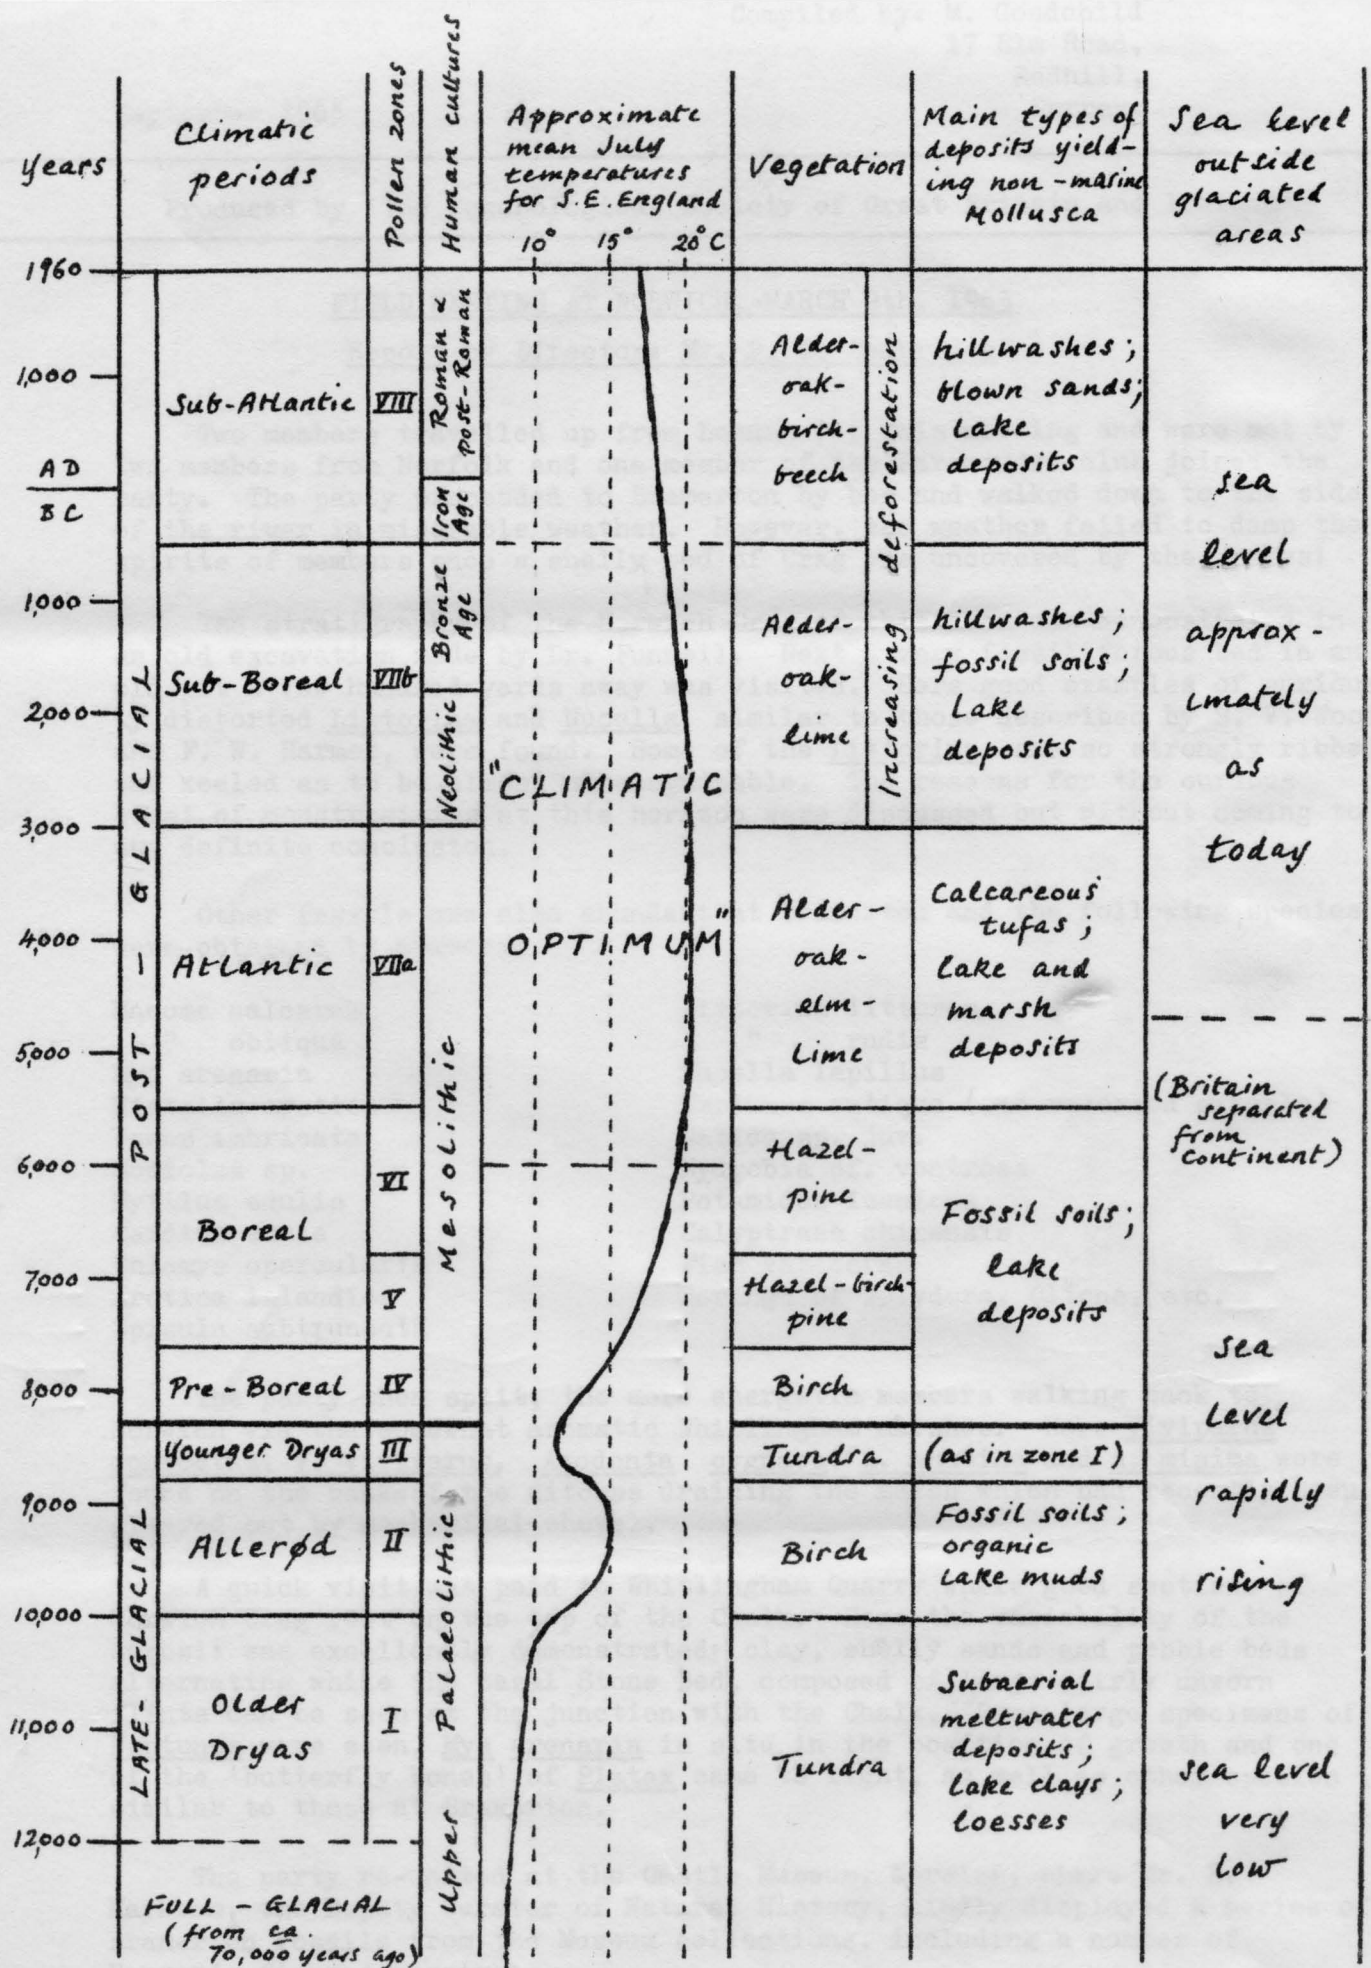 years
Climatic
periods
Pollen zones
Human cultures
Approximate
mean July
temperatures
for S.E. England
10° 15° 20°C
Vegetation
Main types of
deposits yield-
ing non-marine
Mollusca
Sea level
outside
glaciated
areas
1960
1,000
AD
BC
1,000
2,000
3,000
4,000
5,000
6,000
7,000
8,000
9,000
10,000
11,000
12,000
POST-GLACIAL
LATE-GLACIAL
FULL-GLACIAL
(from ca.
70,000 years ago)
Sub-Atlantic
Sub-Boreal
Atlantic
Boreal
Pre-Boreal
Younger Dryas
Allerød
Older
Dryas
VIII
VIIb
VIIa
VI
V
IV
III
II
I
Roman &
post-Roman
Iron
Age
Bronze
Age
Neolithic
Mesolithic
Upper Palaeolithic
"CLIMATIC
OPTIMUM"
Alder-
oak-
birch-
beech
Alder-
oak-
lime
Increasing deforestation
Alder-
oak-
elm-
Lime
Hazel-
pine
Hazel-birch-
pine
Birch
Tundra
Birch
Tundra
hillwashes;
blown sands;
Lake
deposits
hillwashes;
fossil soils;
Lake
deposits
Calcareous
tufas;
lake and
marsh
deposits
Fossil soils;
lake
deposits
(as in zone I)
Fossil soils;
organic
lake muds
Subaerial
meltwater
deposits;
lake clays;
loesses
sea
level
approx-
imately
as
today
(Britain
separated
from
continent)
sea
level
rapidly
rising
sea level
very
low